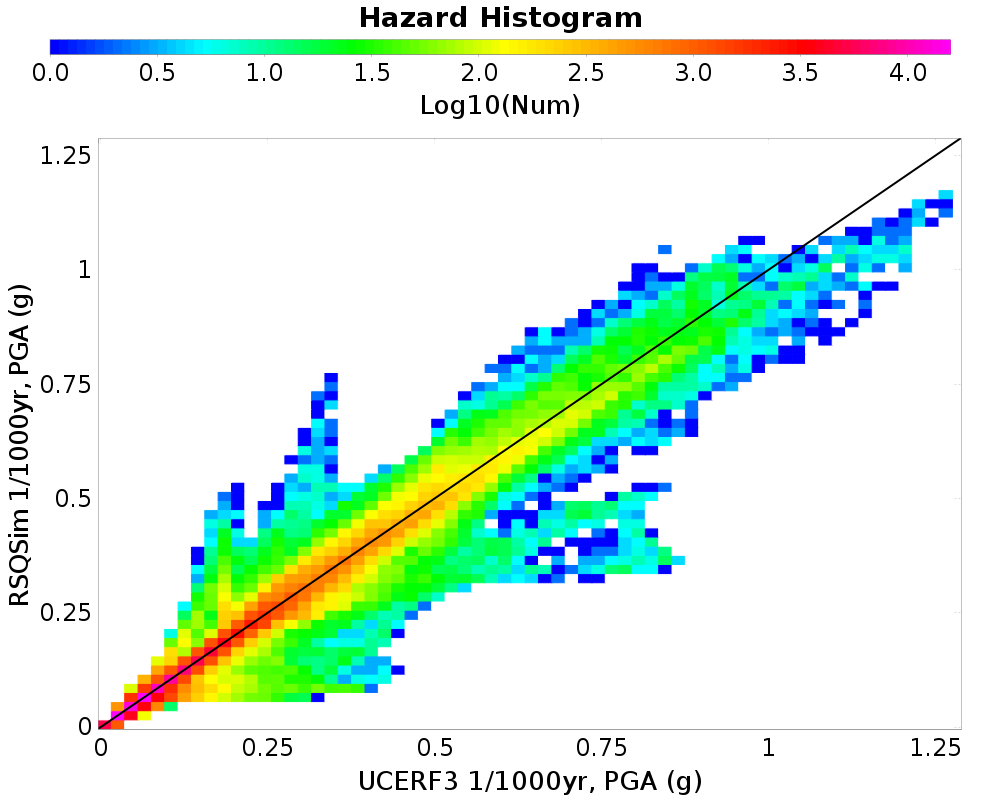 Hazard Histogram
0.0 0.5 1.0 1.5 2.0 2.5 3.0 3.5 4.0
Log10(Num)
1.25
1
0.75
0.5
0.25
0
RSQSim 1/1000yr, PGA (g)
0 0.25 0.5 0.75 1 1.25
UCERF3 1/1000yr, PGA (g)